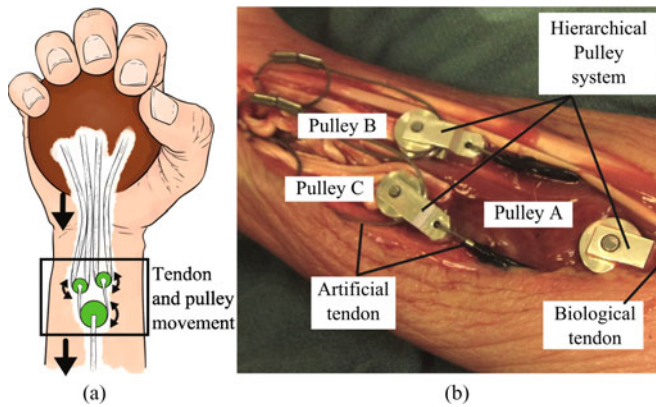 Tendon
and pulley
movement
(a)
Hierarchical
Pulley
system
Pulley B
Pulley C
Pulley A
Artificial
tendon
Biological
tendon
(b)